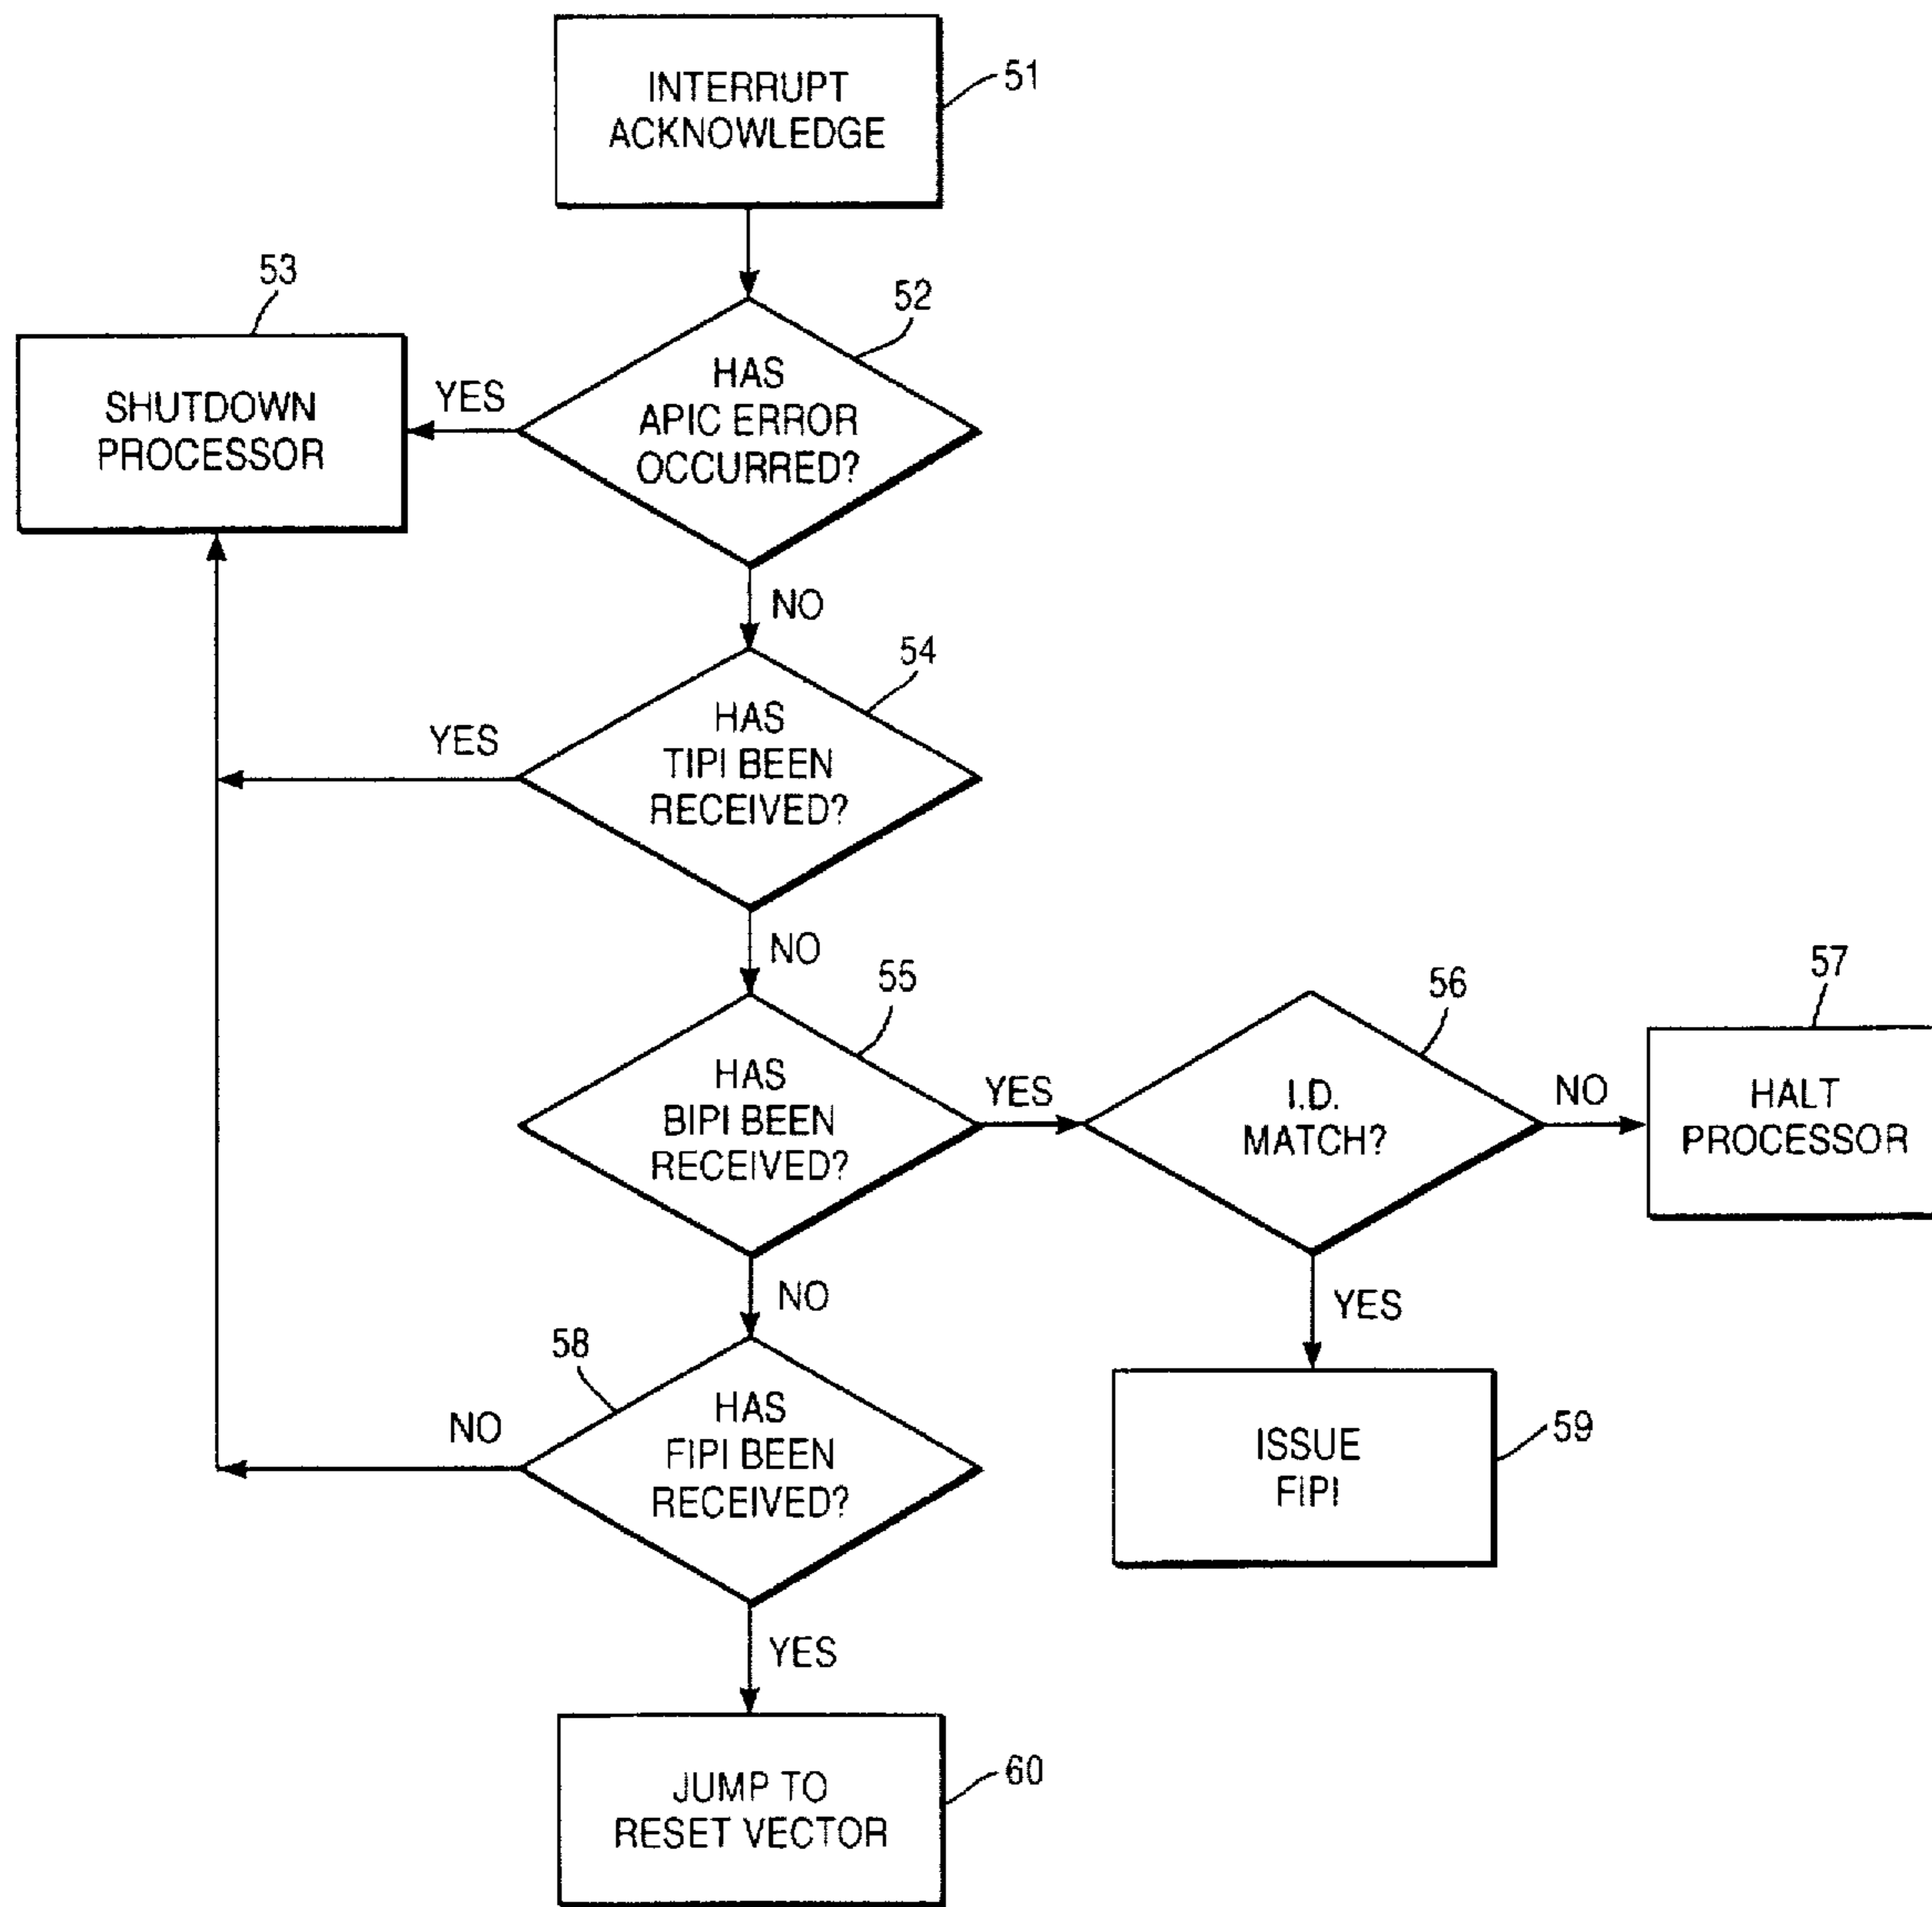 INTERRUPT
ACKNOWLEDGE
51
53
52
SHUTDOWN
PROCESSOR
YES
HAS
APIC ERROR
OCCURRED?
NO
54
YES
HAS
TIPI BEEN
RECEIVED?
NO
55
56
57
HAS
BIPI BEEN
RECEIVED?
YES
I.D.
MATCH?
NO
HALT
PROCESSOR
NO
YES
58
NO
HAS
FIPI BEEN
RECEIVED?
ISSUE
FIPI
59
YES
JUMP TO
RESET VECTOR
60